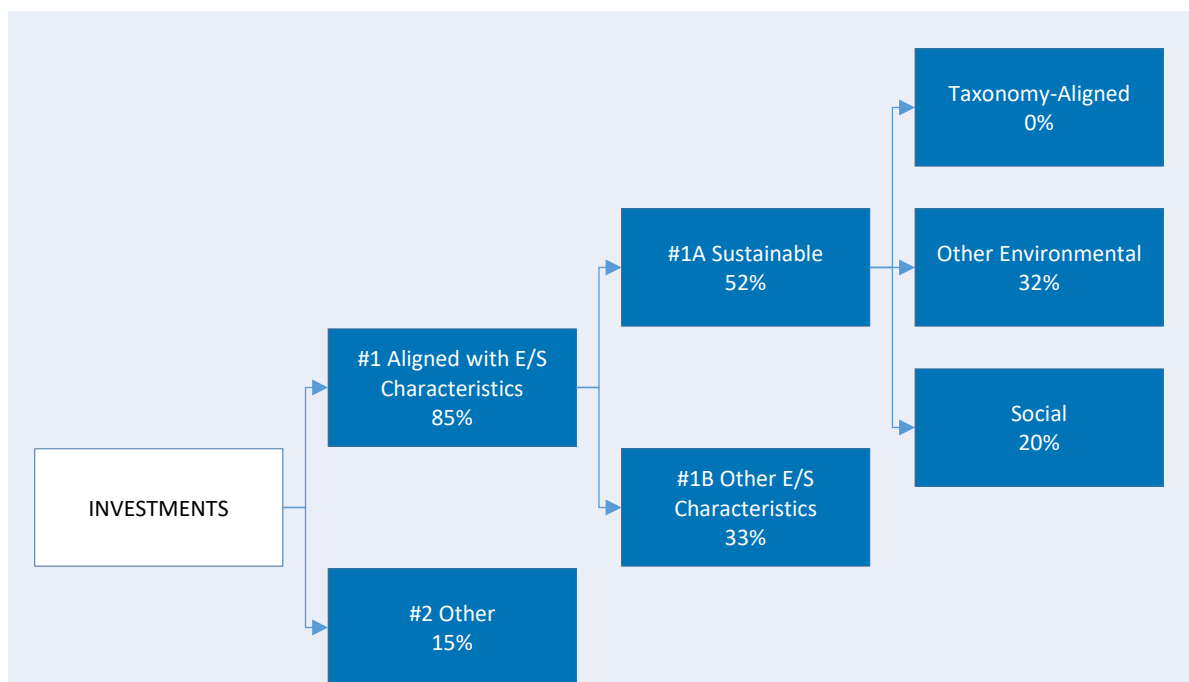 INVESTMENTS
#1 Aligned with E/S
Characteristics
85%
#2 Other
15%
#1A Sustainable
52%
#1B Other E/S
Characteristics
33%
Taxonomy-Aligned
0%
Other Environmental
32%
Social
20%